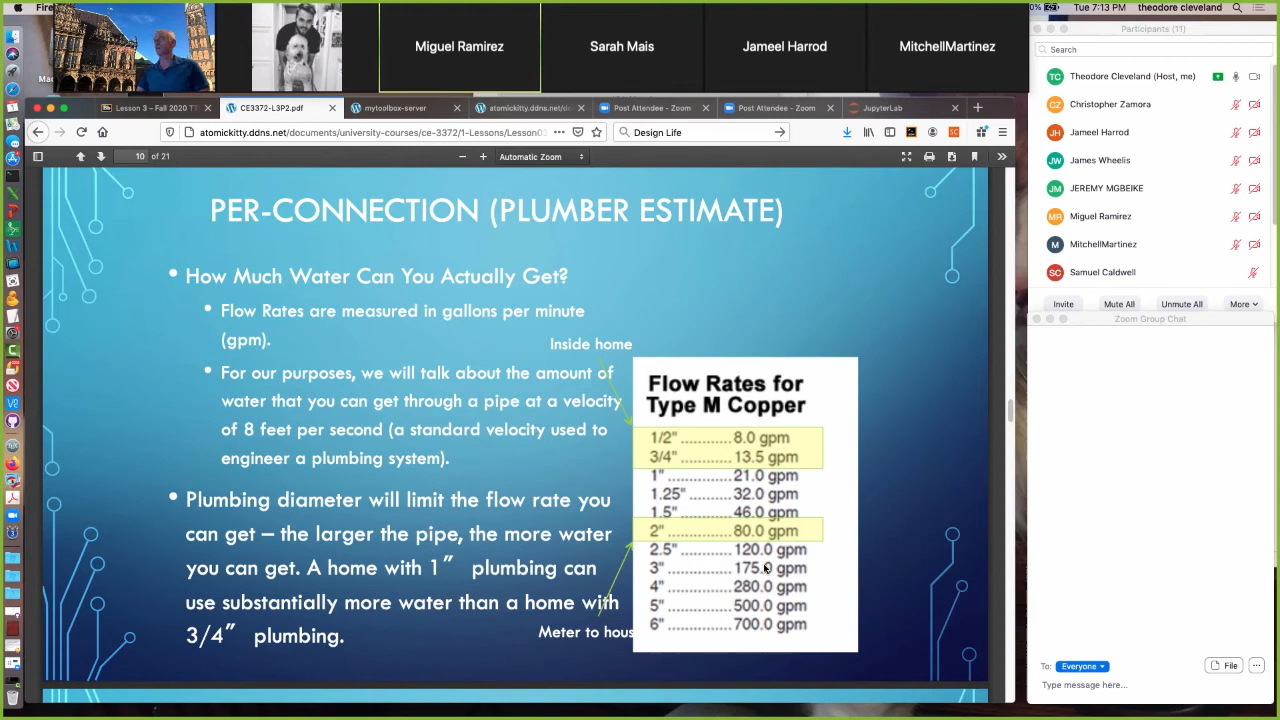 Fire
Tue 7:13 PM theodore cleveland
Miguel Ramirez
Sarah Mais
Jameel Harrod
MitchellMartinez
Participants (11)
Search
Theodore Cleveland (Host, me)
Christopher Zamora
Jameel Harrod
James Wheelis
JEREMY MGBEIKE
Miguel Ramirez
MitchellMartinez
Samuel Caldwell
Invite Mute All Unmute All More
Zoom Group Chat
To: Everyone File
Type message here...
Lesson 3 – Fall 2020 TT
CE3372-L3P2.pdf
mytoolbox-server
atomickitty.ddns.net/de
Post Attendee - Zoom
Post Attendee - Zoom
JupyterLab
atomickitty.ddns.net/documents/university-courses/ce-3372/1-Lessons/Lesson0
Design Life
10 of 21
Automatic Zoom
PER-CONNECTION (PLUMBER ESTIMATE)
• How Much Water Can You Actually Get?
• Flow Rates are measured in gallons per minute
(gpm).
• For our purposes, we will talk about the amount of
water that you can get through a pipe at a velocity
of 8 feet per second (a standard velocity used to
engineer a plumbing system).
• Plumbing diameter will limit the flow rate you
can get – the larger the pipe, the more water
you can get. A home with 1″ plumbing can
use substantially more water than a home with
3/4″ plumbing.
Inside home
Meter to hous
Flow Rates for
Type M Copper
1/2" ............ 8.0 gpm
3/4" ............ 13.5 gpm
1" ............... 21.0 gpm
1.25" .......... 32.0 gpm
1.5" ............ 46.0 gpm
2" ............... 80.0 gpm
2.5" ............ 120.0 gpm
3" ............... 175.0 gpm
4" ............... 280.0 gpm
5" ............... 500.0 gpm
6" ............... 700.0 gpm